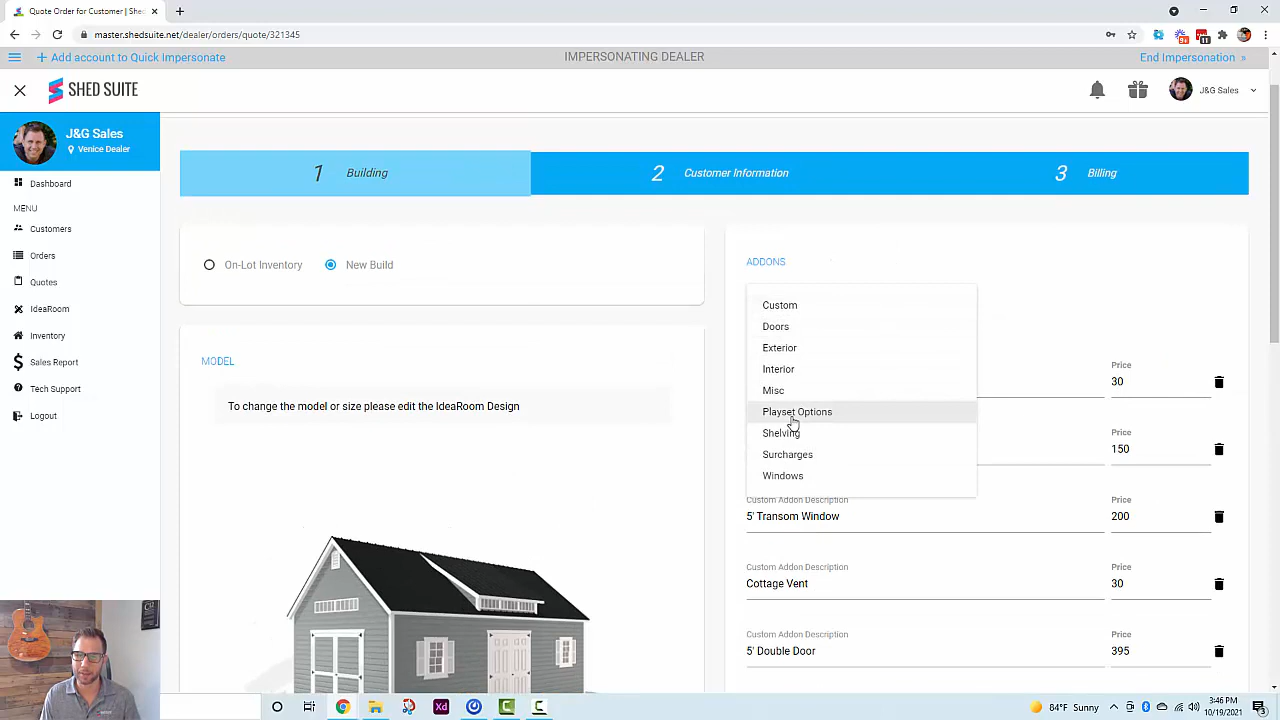 Quote Order For Customer
master.shedsuite.net/dealer/orders/quote/321345
9+
11
+ Add account to Quick Impersonate
IMPERSONATING DEALER
End Impersonation »
SHED SUITE
J&G Sales
J&G Sales
Venice Dealer
Dashboard
MENU
Customers
Orders
Quotes
IdeaRoom
Inventory
Sales Report
Tech Support
Logout
1 Building
2 Customer Information
3 Billing
On-Lot Inventory
New Build
MODEL
To change the model or size please edit the IdeaRoom Design
ADDONS
Custom
Doors
Exterior
Interior
Misc
Playset Options
Shelving
Surcharges
Windows
Price
30
Price
150
Custom Addon Description
Price
5' Transom Window
200
Custom Addon Description
Price
Cottage Vent
30
Custom Addon Description
Price
5' Double Door
395
Xd
84°F Sunny
3:46 PM
10/19/2021
3